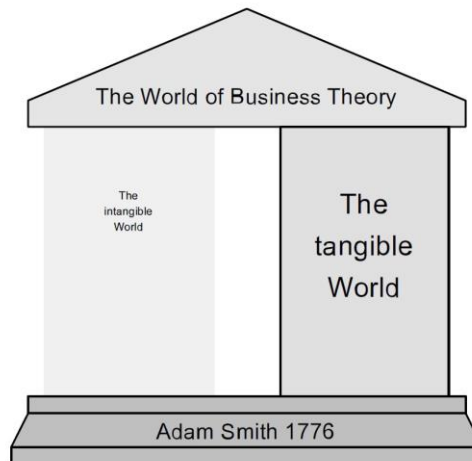 The World of Business Theory
The
intangible
World
The
tangible
World
Adam Smith 1776